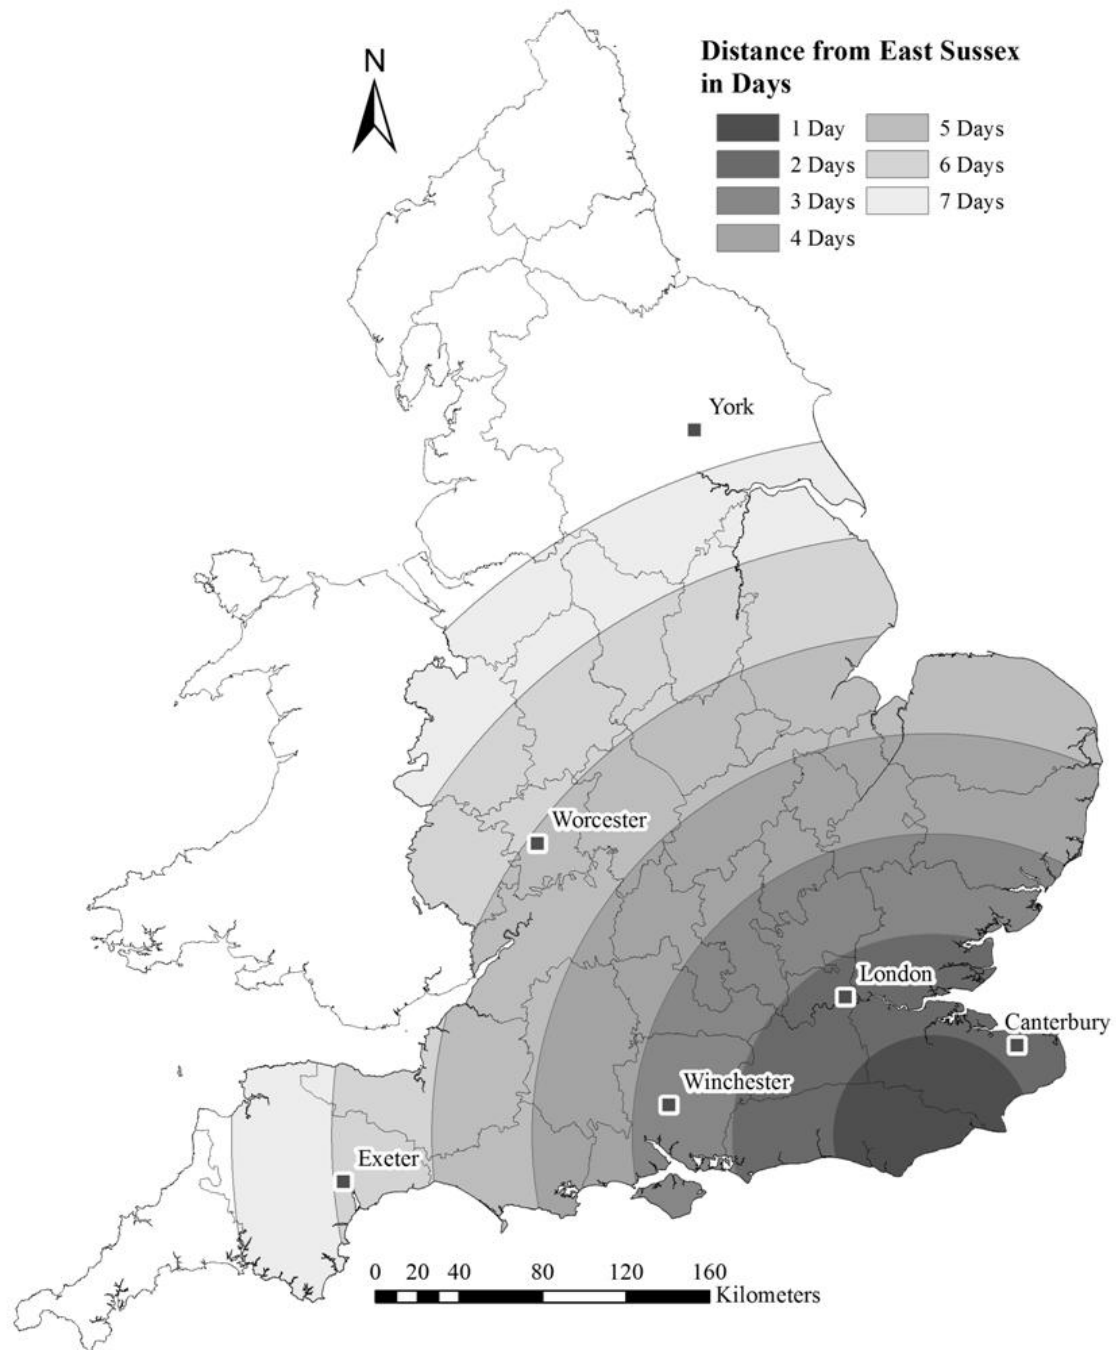 N
Distance from East Sussex
in Days
1 Day
2 Days
3 Days
4 Days
5 Days
6 Days
7 Days
York
Worcester
London
Canterbury
Winchester
Exeter
0 20 40 80 120 160
Kilometers